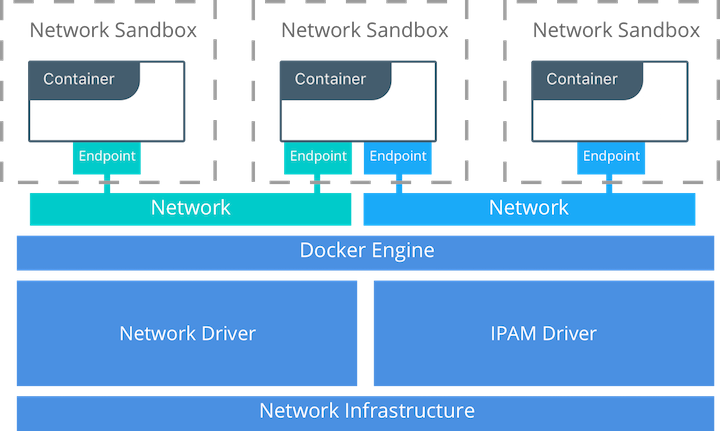 Network Sandbox
Network Sandbox
Network Sandbox
Container
Container
Container
Endpoint
Endpoint
Endpoint
Endpoint
Network
Network
Docker Engine
Network Driver
IPAM Driver
Network Infrastructure